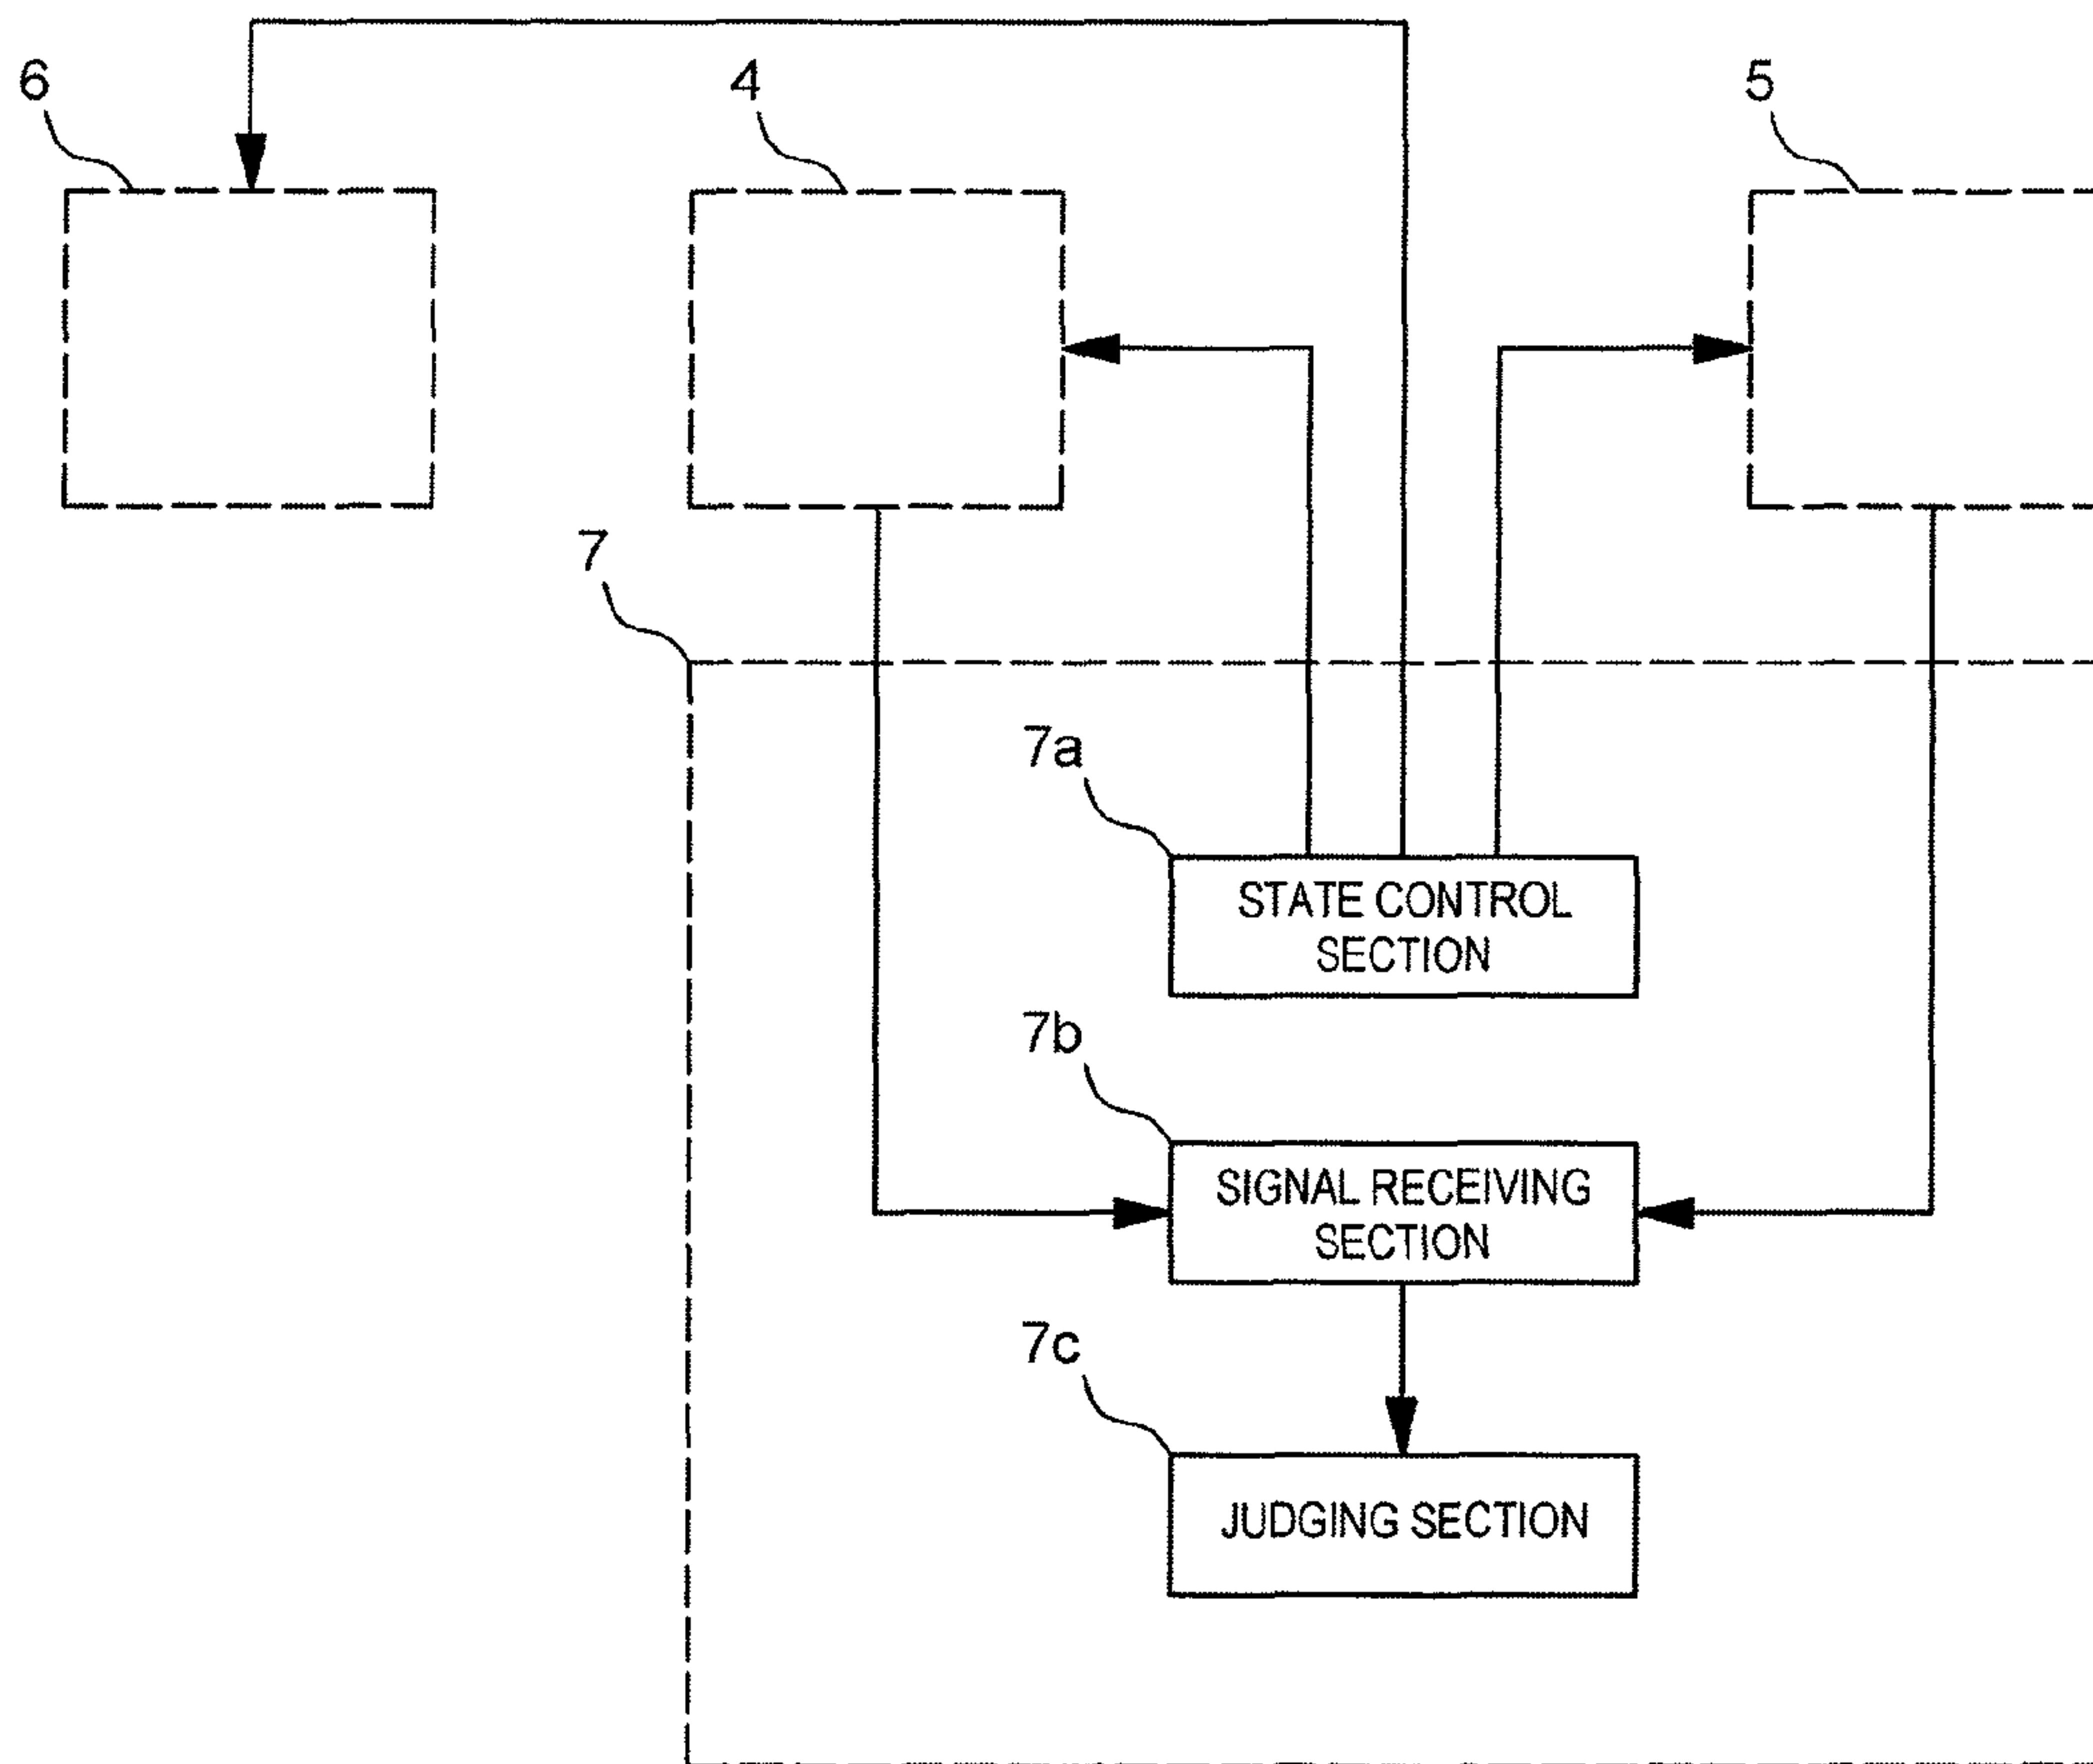 6
4
5
7
7a
STATE CONTROL
SECTION
7b
SIGNAL RECEIVING
SECTION
7c
JUDGING SECTION